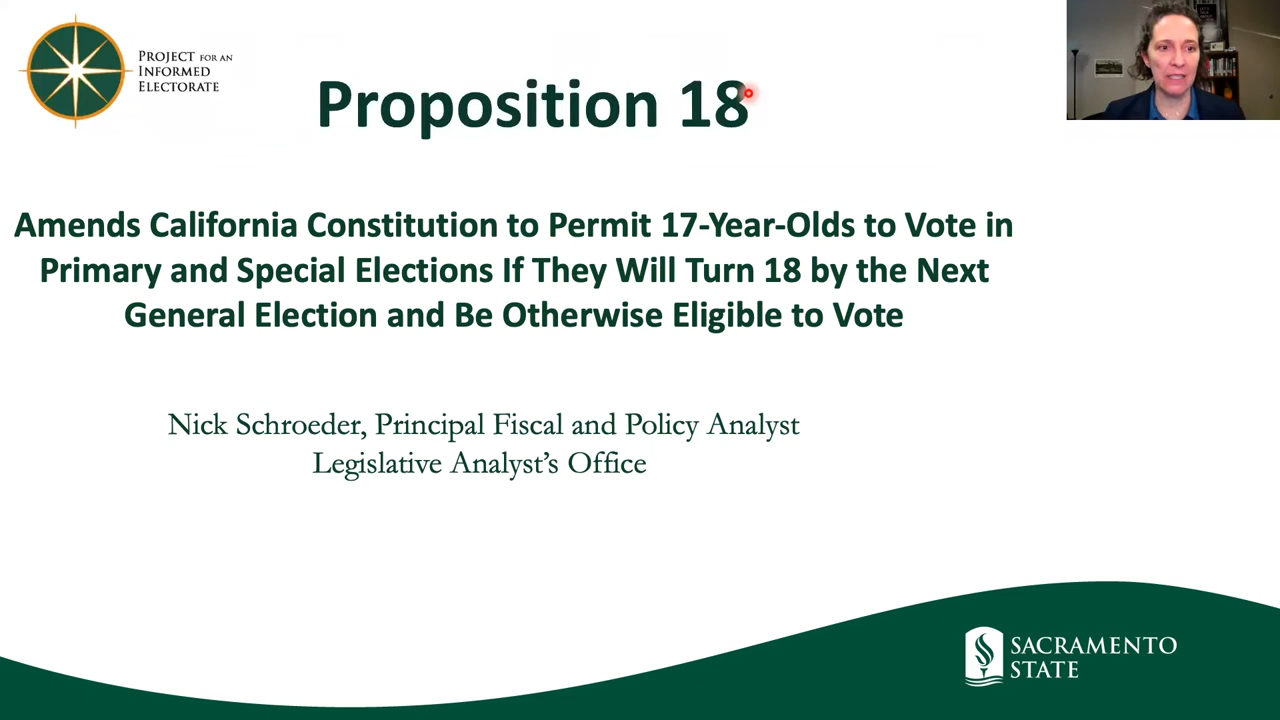 PROJECT FOR AN
INFORMED
ELECTORATE
Proposition 18
Amends California Constitution to Permit 17-Year-Olds to Vote in
Primary and Special Elections If They Will Turn 18 by the Next
General Election and Be Otherwise Eligible to Vote
Nick Schroeder, Principal Fiscal and Policy Analyst
Legislative Analyst’s Office
SACRAMENTO
STATE